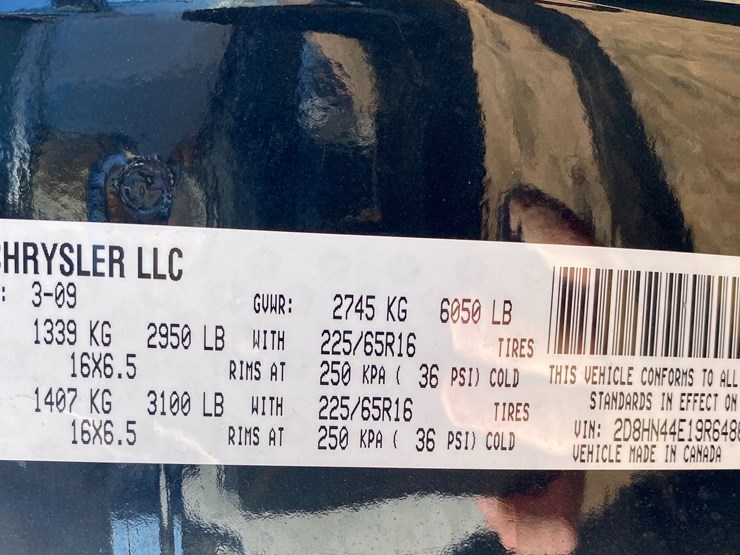 CHRYSLER LLC
: 3-09 GVWR: 2745 KG 6050 LB
1339 KG 2950 LB WITH 225/65R16 TIRES
16X6.5 RIMS AT 250 KPA ( 36 PSI) COLD
1407 KG 3100 LB WITH 225/65R16 TIRES
16X6.5 RIMS AT 250 KPA ( 36 PSI) COLD
THIS VEHICLE CONFORMS TO ALL
STANDARDS IN EFFECT ON
VIN: 2D8HN44E19R648
VEHICLE MADE IN CANADA